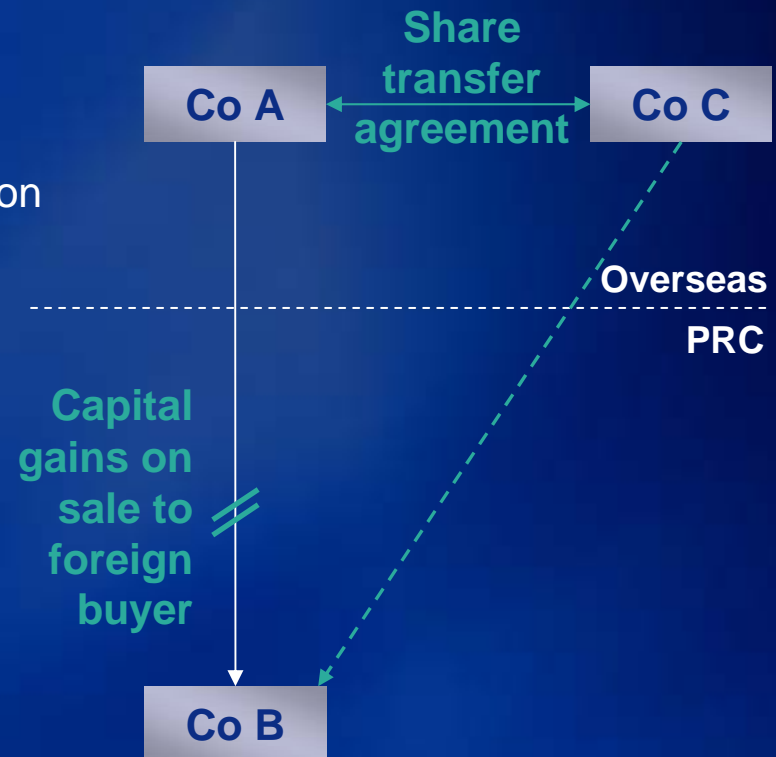 Share
transfer
agreement
Co A
Co C
on
Overseas
PRC
Capital
gains on
sale to
foreign
buyer
Co B